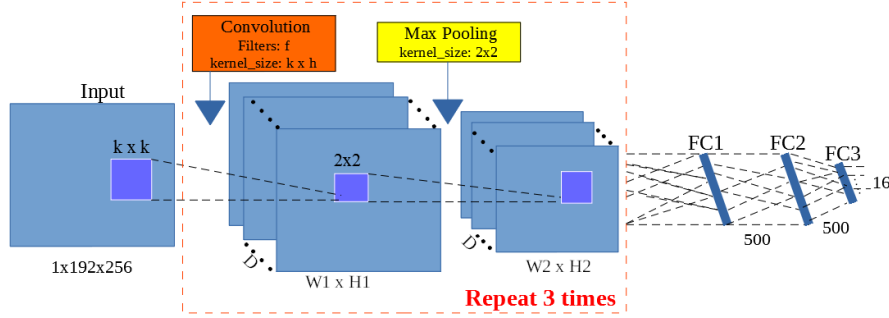 Convolution
Filters: f
kernel_size: k x h
Max Pooling
kernel_size: 2x2
Input
k x k
2x2
FC1
FC2
FC3
16
500
500
D
D
1x192x256
W1 x H1
W2 x H2
Repeat 3 times